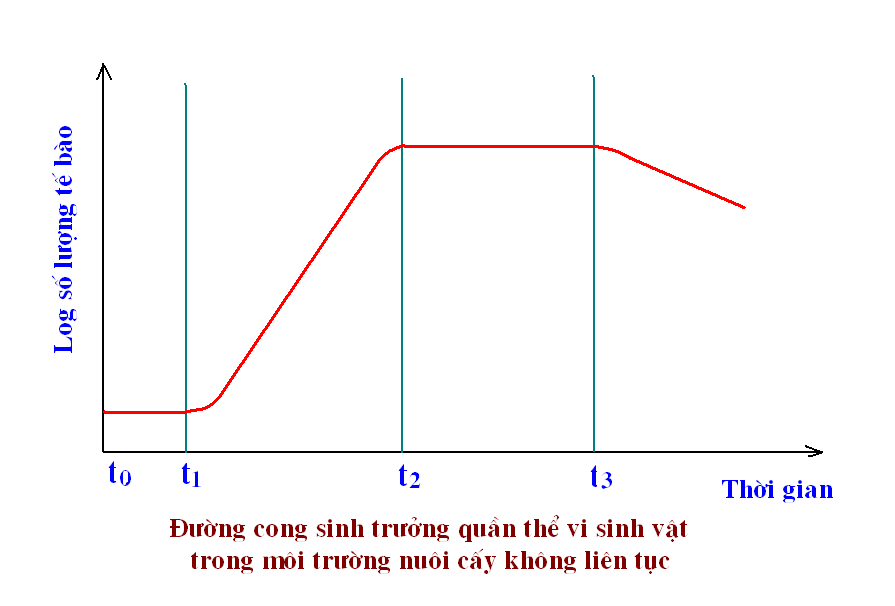 Log số lượng tế bào
t0
t1
t2
t3
Thời gian
Đường cong sinh trưởng quần thể vi sinh vật
trong môi trường nuôi cấy không liên tục